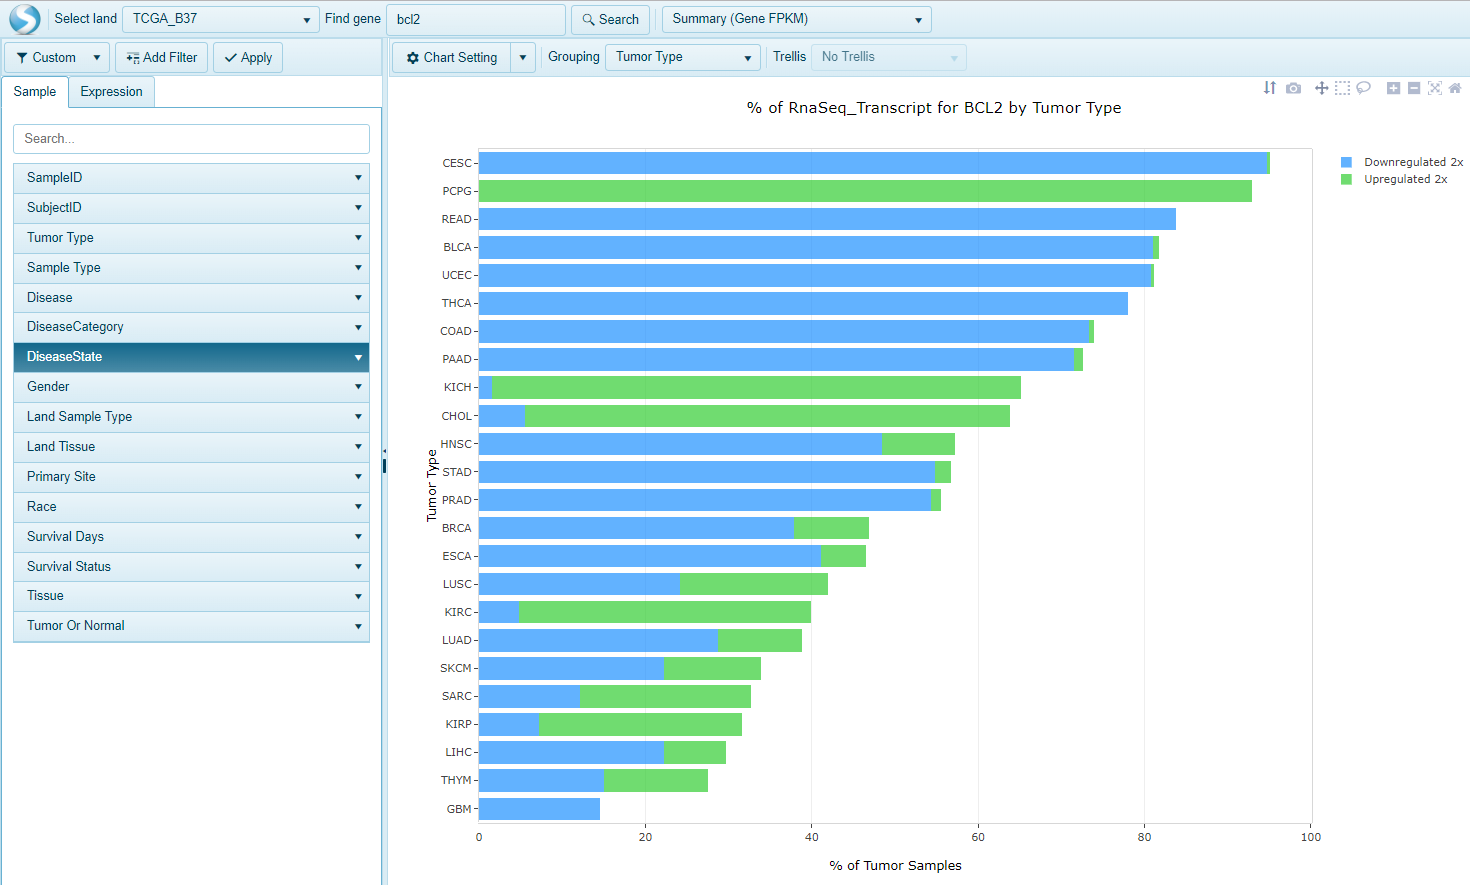 Select land TCGA_B37 Find gene bcl2 Search Summary (Gene FPKM)
Custom Add Filter Apply Chart Setting Grouping Tumor Type Trellis No Trellis
Sample Expression
Search...
SampleID
SubjectID
Tumor Type
Sample Type
Disease
DiseaseCategory
DiseaseState
Gender
Land Sample Type
Land Tissue
Primary Site
Race
Survival Days
Survival Status
Tissue
Tumor Or Normal
% of RnaSeq_Transcript for BCL2 by Tumor Type
Tumor Type
CESC
PCPG
READ
BLCA
UCEC
THCA
COAD
PAAD
KICH
CHOL
HNSC
STAD
PRAD
BRCA
ESCA
LUSC
KIRC
LUAD
SKCM
SARC
KIRP
LIHC
THYM
GBM
0 20 40 60 80 100
% of Tumor Samples
Downregulated 2x
Upregulated 2x